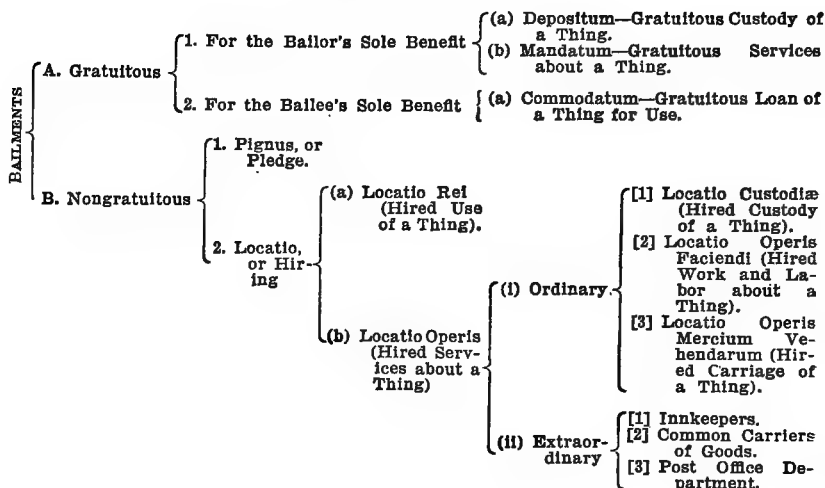 BAILMENTS
A. Gratuitous
1. For the Bailor's Sole Benefit
(a) Depositum—Gratuitous Custody of
a Thing.
(b) Mandatum—Gratuitous Services
about a Thing.
2. For the Bailee's Sole Benefit
(a) Commodatum—Gratuitous Loan of
a Thing for Use.
B. Nongratuitous
1. Pignus, or
Pledge.
2. Locatio,
or Hir-
ing
(a) Locatio Rei
(Hired Use
of a Thing).
(b) Locatio Operis
(Hired Serv-
ices about a
Thing)
(i) Ordinary.
[1] Locatio Custodiæ
(Hired Custody
of a Thing).
[2] Locatio Operis
Faciendi (Hired
Work and La-
bor about a
Thing).
[3] Locatio Operis
Mercium Ve-
hendarum (Hir-
ed Carriage of
a Thing).
(ii) Extraor-
dinary
[1] Innkeepers.
[2] Common Carriers
of Goods.
[3] Post Office De-
partment.